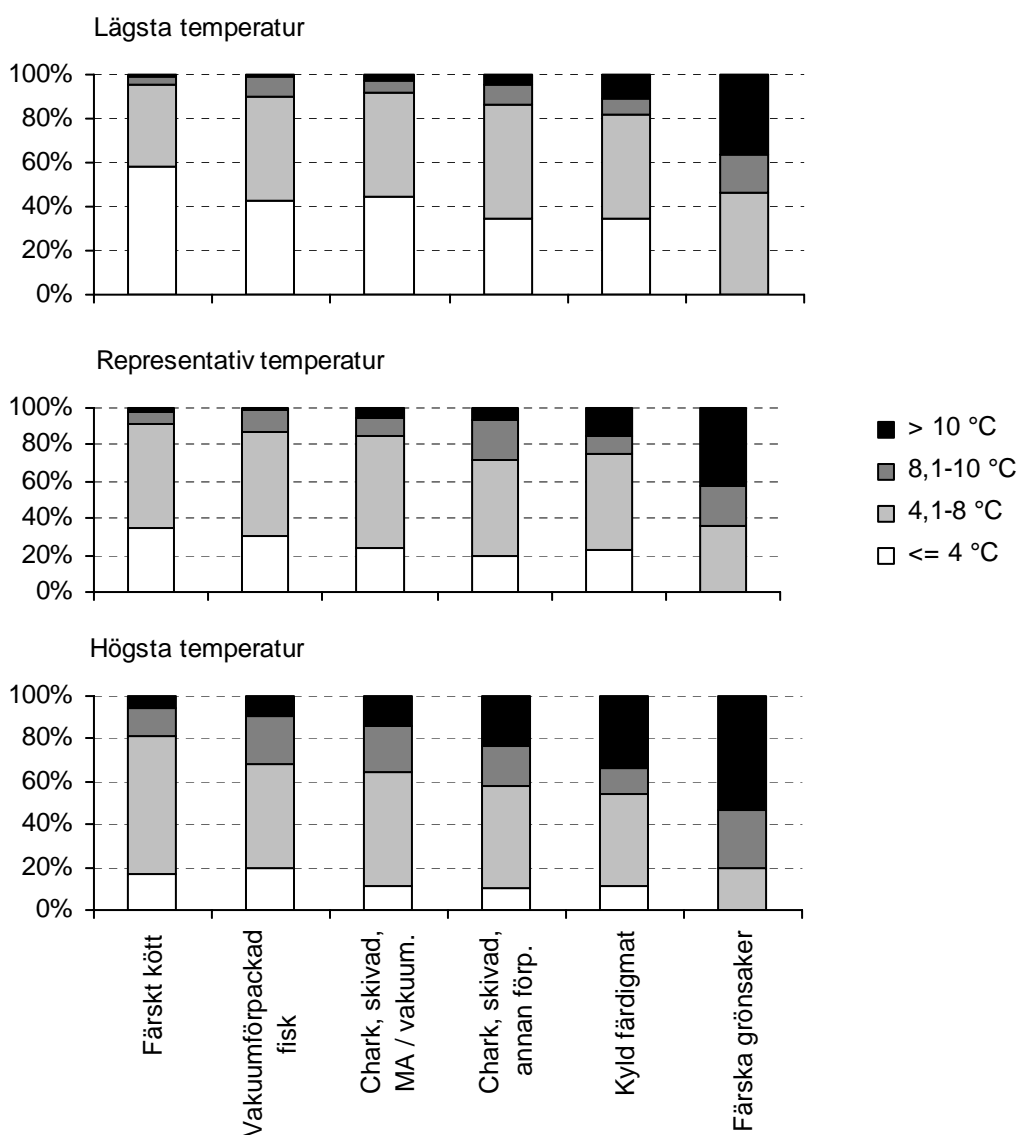 Lägsta temperatur
100%
80%
60%
40%
20%
0%
Representativ temperatur
100%
80%
60%
40%
20%
0%
> 10 °C
8,1-10 °C
4,1-8 °C
<= 4 °C
Högsta temperatur
100%
80%
60%
40%
20%
0%
Färskt kött
Vakuumförpackad
fisk
Chark, skivad,
MA / vakuum.
Chark, skivad,
annan förp.
Kyld färdigmat
Färska grönsaker